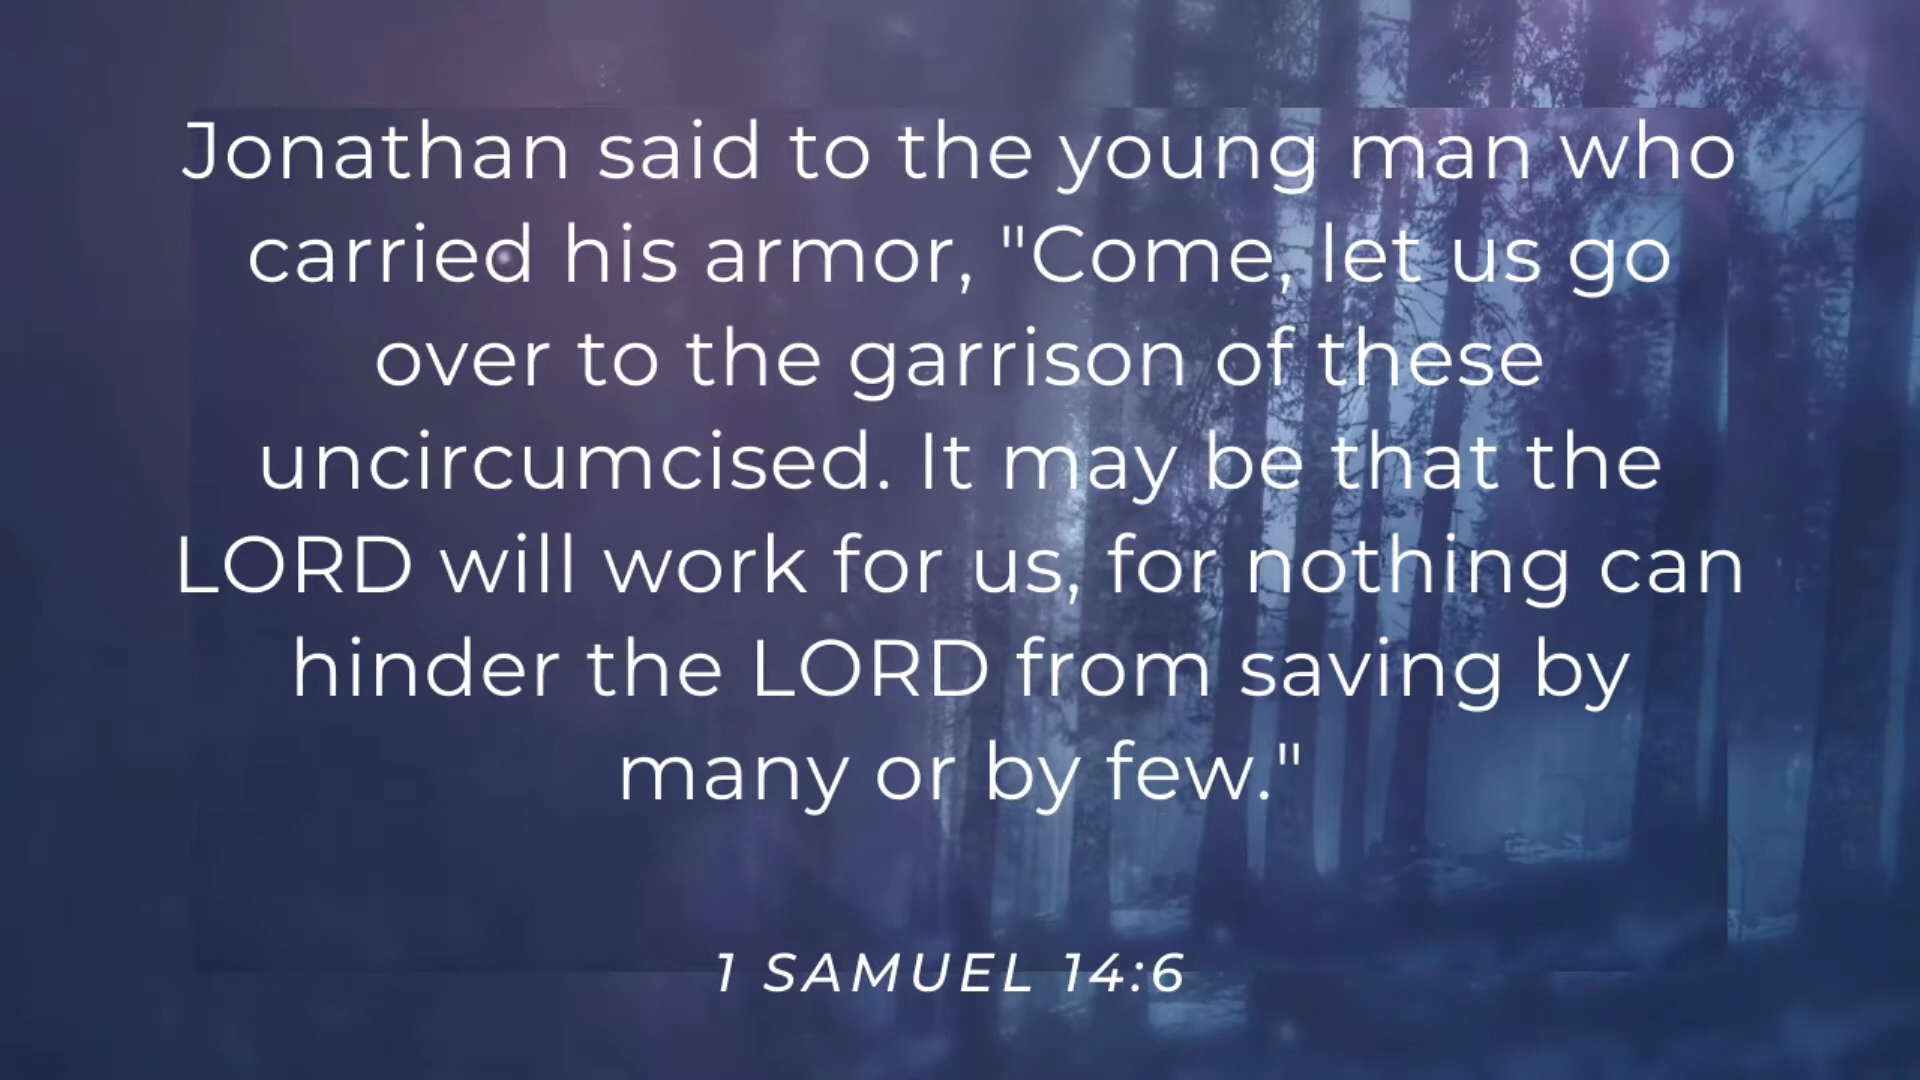 Jonathan said to the young man who
carried his armor, "Come, let us go
over to the garrison of these
uncircumcised. It may be that the
LORD will work for us, for nothing can
hinder the LORD from saving by
many or by few."
1 SAMUEL 14:6